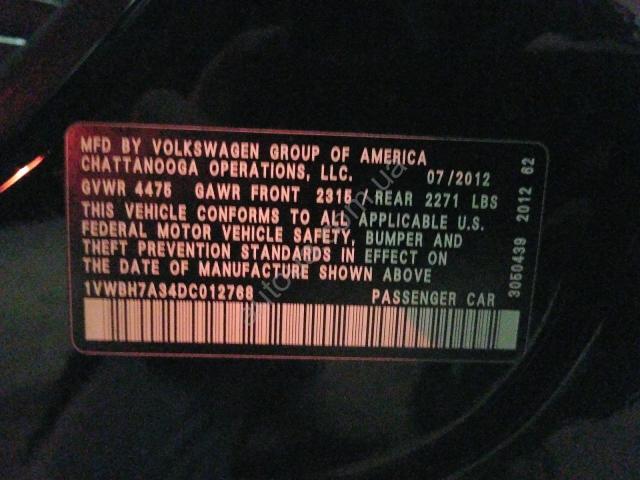 MFD BY VOLKSWAGEN GROUP OF AMERICA
CHATTANOOGA OPERATIONS, LLC. 07/2012
GVWR 4475 GAWR FRONT 2315/REAR 2271 LBS
THIS VEHICLE CONFORMS TO ALL APPLICABLE U.S.
FEDERAL MOTOR VEHICLE SAFETY, BUMPER AND
THEFT PREVENTION STANDARDS IN EFFECT ON
THE DATE OF MANUFACTURE SHOWN ABOVE
1VWBH7A34DC012768 PASSENGER CAR
3050439 2012 62